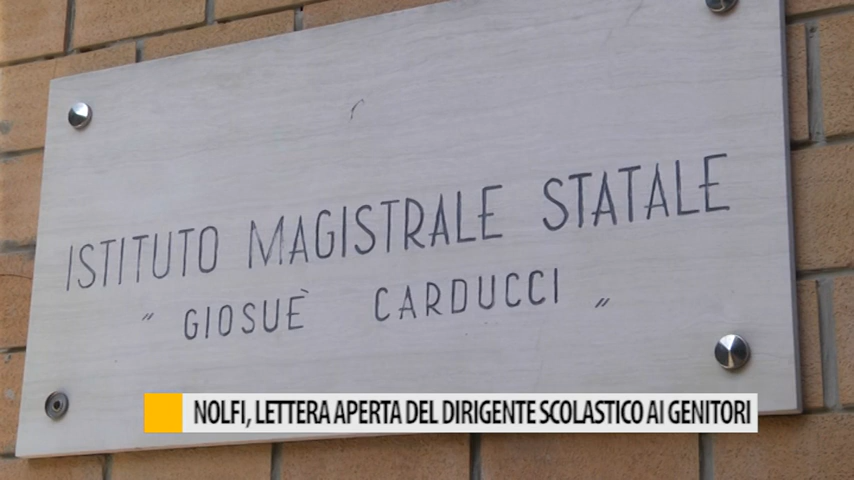 ISTITUTO MAGISTRALE STATALE
" GIOSUÈ CARDUCCI "
NOLFI, LETTERA APERTA DEL DIRIGENTE SCOLASTICO AI GENITORI